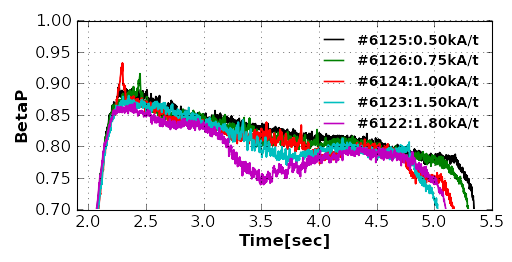 1.00
0.95
0.90
0.85
0.80
0.75
0.70
BetaP
#6125:0.50kA/t
#6126:0.75kA/t
#6124:1.00kA/t
#6123:1.50kA/t
#6122:1.80kA/t
2.0 2.5 3.0 3.5 4.0 4.5 5.0 5.5
Time[sec]